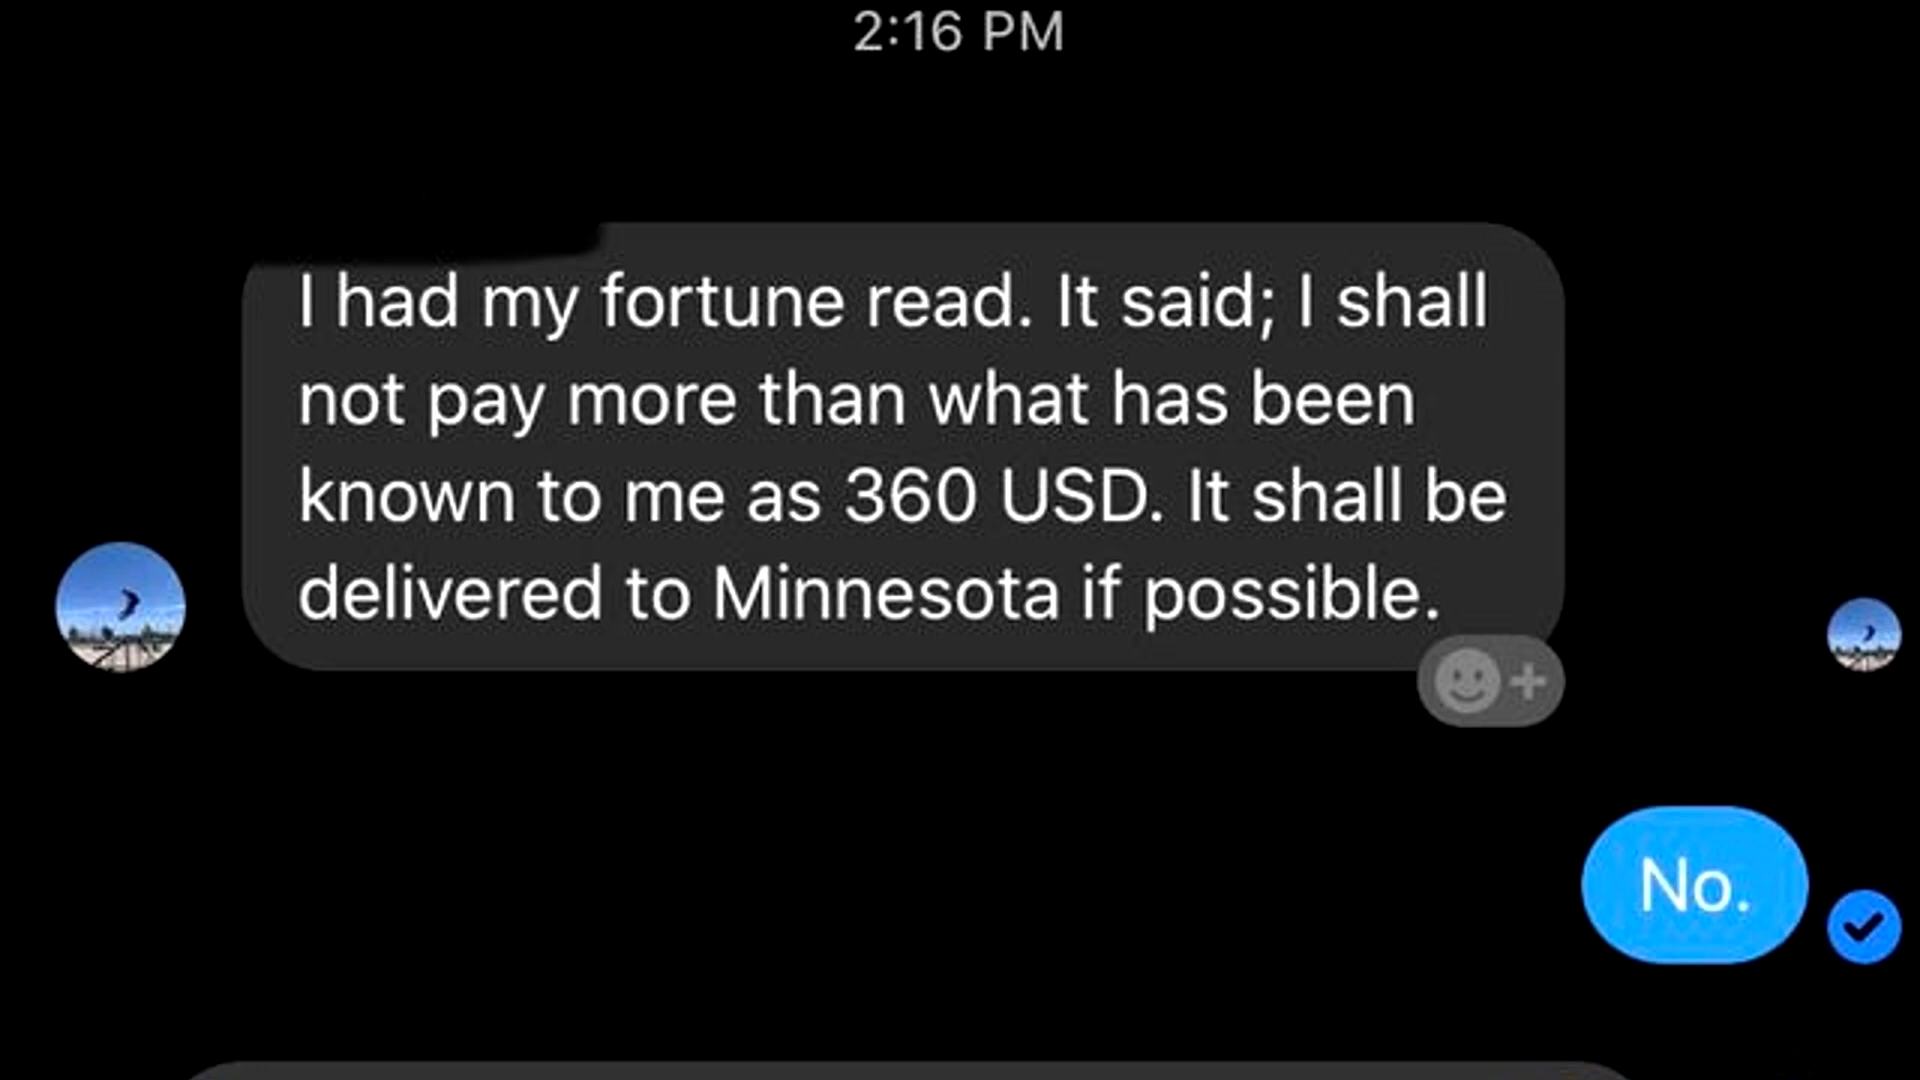 2:16 PM
I had my fortune read. It said; I shall
not pay more than what has been
known to me as 360 USD. It shall be
delivered to Minnesota if possible.
No.